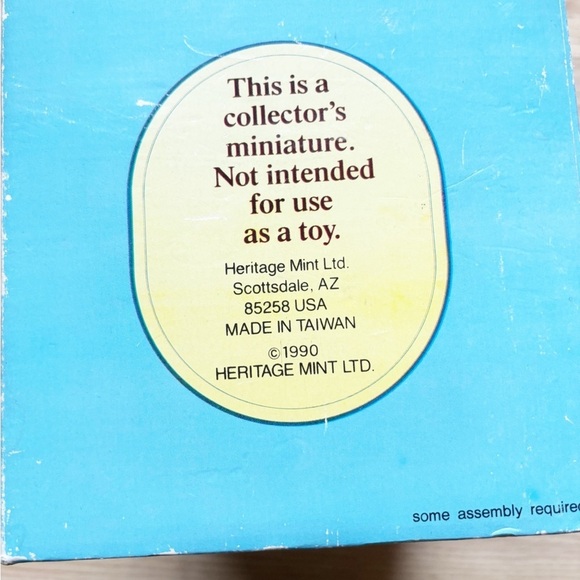 This is a
collector's
miniature.
Not intended
for use
as a toy.
Heritage Mint Ltd.
Scottsdale, AZ
85258 USA
MADE IN TAIWAN
©1990
HERITAGE MINT LTD.
some assembly required